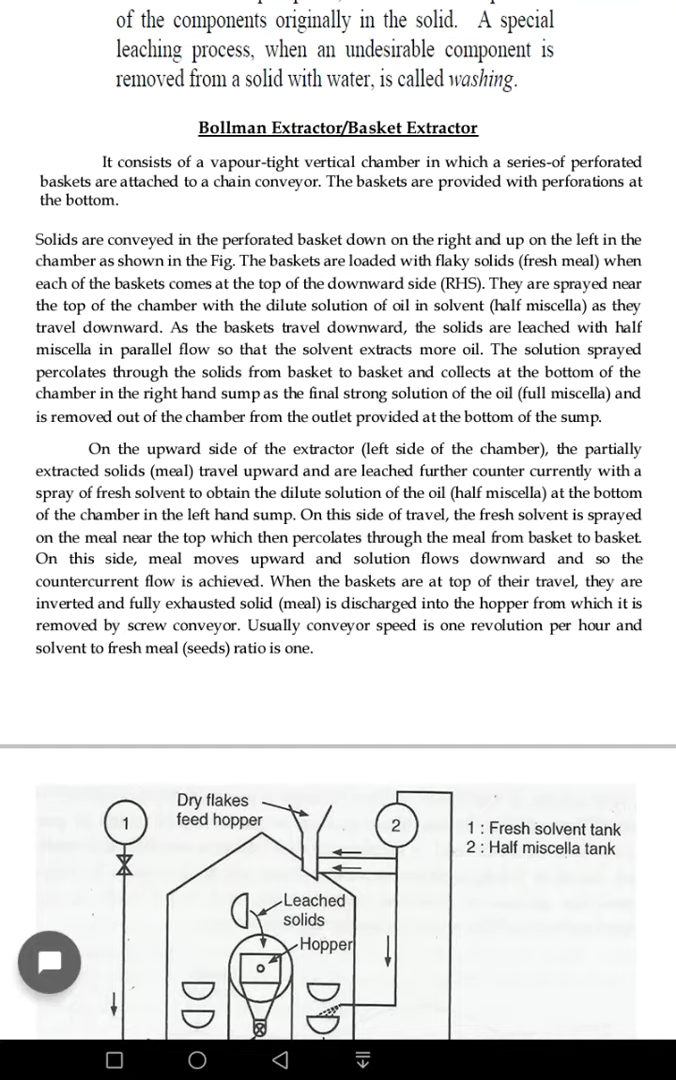 of the components originally in the solid. A special
leaching process, when an undesirable component is
removed from a solid with water, is called washing.
Bollman Extractor/Basket Extractor
It consists of a vapour-tight vertical chamber in which a series-of perforated
baskets are attached to a chain conveyor. The baskets are provided with perforations at
the bottom.
Solids are conveyed in the perforated basket down on the right and up on the left in the
chamber as shown in the Fig. The baskets are loaded with flaky solids (fresh meal) when
each of the baskets comes at the top of the downward side (RHS). They are sprayed near
the top of the chamber with the dilute solution of oil in solvent (half miscella) as they
travel downward. As the baskets travel downward, the solids are leached with half
miscella in parallel flow so that the solvent extracts more oil. The solution sprayed
percolates through the solids from basket to basket and collects at the bottom of the
chamber in the right hand sump as the final strong solution of the oil (full miscella) and
is removed out of the chamber from the outlet provided at the bottom of the sump.
On the upward side of the extractor (left side of the chamber), the partially
extracted solids (meal) travel upward and are leached further counter currently with a
spray of fresh solvent to obtain the dilute solution of the oil (half miscella) at the bottom
of the chamber in the left hand sump. On this side of travel, the fresh solvent is sprayed
on the meal near the top which then percolates through the meal from basket to basket.
On this side, meal moves upward and solution flows downward and so the
countercurrent flow is achieved. When the baskets are at top of their travel, they are
inverted and fully exhausted solid (meal) is discharged into the hopper from which it is
removed by screw conveyor. Usually conveyor speed is one revolution per hour and
solvent to fresh meal (seeds) ratio is one.
Dry flakes
feed hopper
1
2
1 : Fresh solvent tank
2 : Half miscella tank
Leached
solids
Hopper